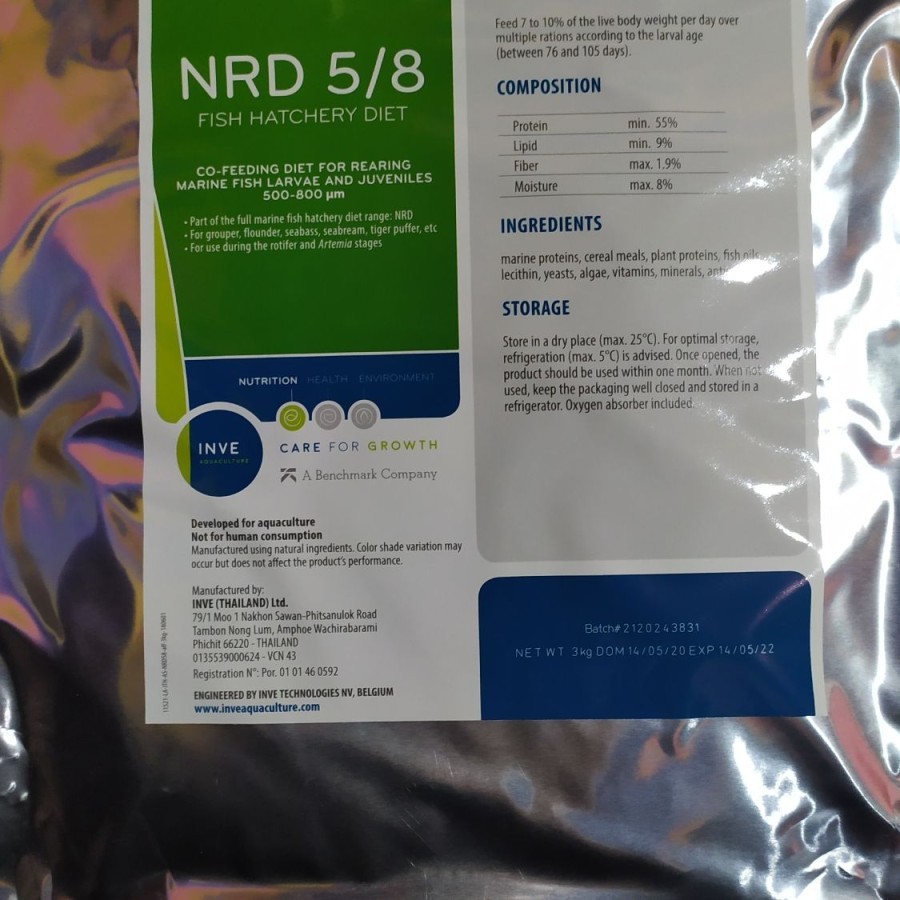 NRD 5/8
FISH HATCHERY DIET
CO-FEEDING DIET FOR REARING
MARINE FISH LARVAE AND JUVENILES
500-800 µm
• Part of the full marine fish hatchery diet range: NRD
• For grouper, flounder, seabass, seabream, tiger puffer, etc
• For use during the rotifer and Artemia stages
NUTRITION HEALTH ENVIRONMENT
INVE
AQUACULTURE
CARE FOR GROWTH
A Benchmark Company
Developed for aquaculture
Not for human consumption
Manufactured using natural ingredients. Color shade variation may
occur but does not affect the product's performance.
Manufactured by:
INVE (THAILAND) Ltd.
79/1 Moo 1 Nakhon Sawan-Phitsanulok Road
Tambon Nong Lum, Amphoe Wachirabarami
Phichit 66220 - THAILAND
0135539000624 - VCN 43
Registration N°: Por. 01 01 46 0592
ENGINEERED BY INVE TECHNOLOGIES NV, BELGIUM
www.inveaquaculture.com
Feed 7 to 10% of the live body weight per day over
multiple rations according to the larval age
(between 76 and 105 days).
COMPOSITION
Protein min. 55%
Lipid min. 9%
Fiber max. 1.9%
Moisture max. 8%
INGREDIENTS
marine proteins, cereal meals, plant proteins, fish oils,
lecithin, yeasts, algae, vitamins, minerals,
STORAGE
Store in a dry place (max. 25°C). For optimal storage,
refrigeration (max. 5°C) is advised. Once opened, the
product should be used within one month. When not
used, keep the packaging well closed and stored in a
refrigerator. Oxygen absorber included.
Batch# 2120243831
NET WT 3kg DOM 14/05/20 EXP 14/05/22